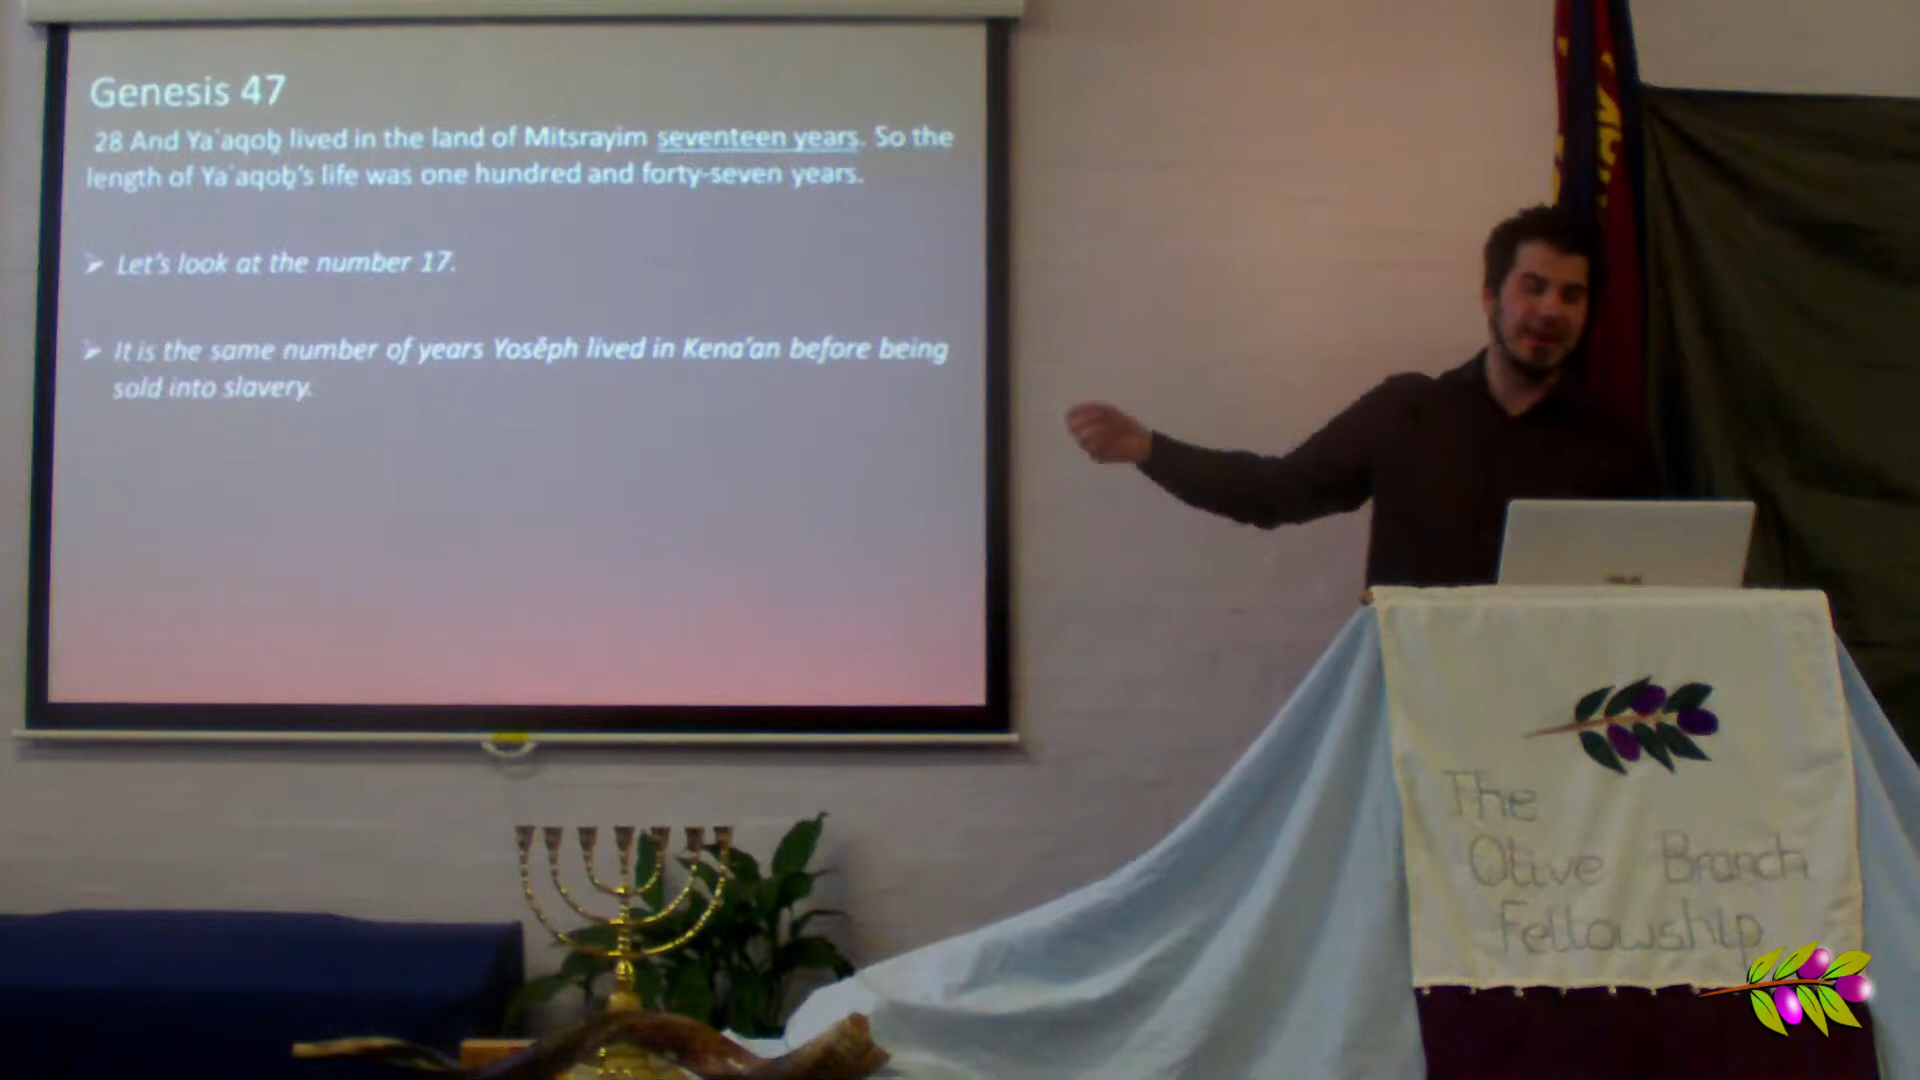 Genesis 47
28 And Ya‛aqoḇ lived in the land of Mitsrayim seventeen years. So the
length of Ya‛aqoḇ’s life was one hundred and forty-seven years.
➢ Let’s look at the number 17.
➢ It is the same number of years Yosĕph lived in Kena‛an before being
sold into slavery.
The
Olive Branch
Fellowship